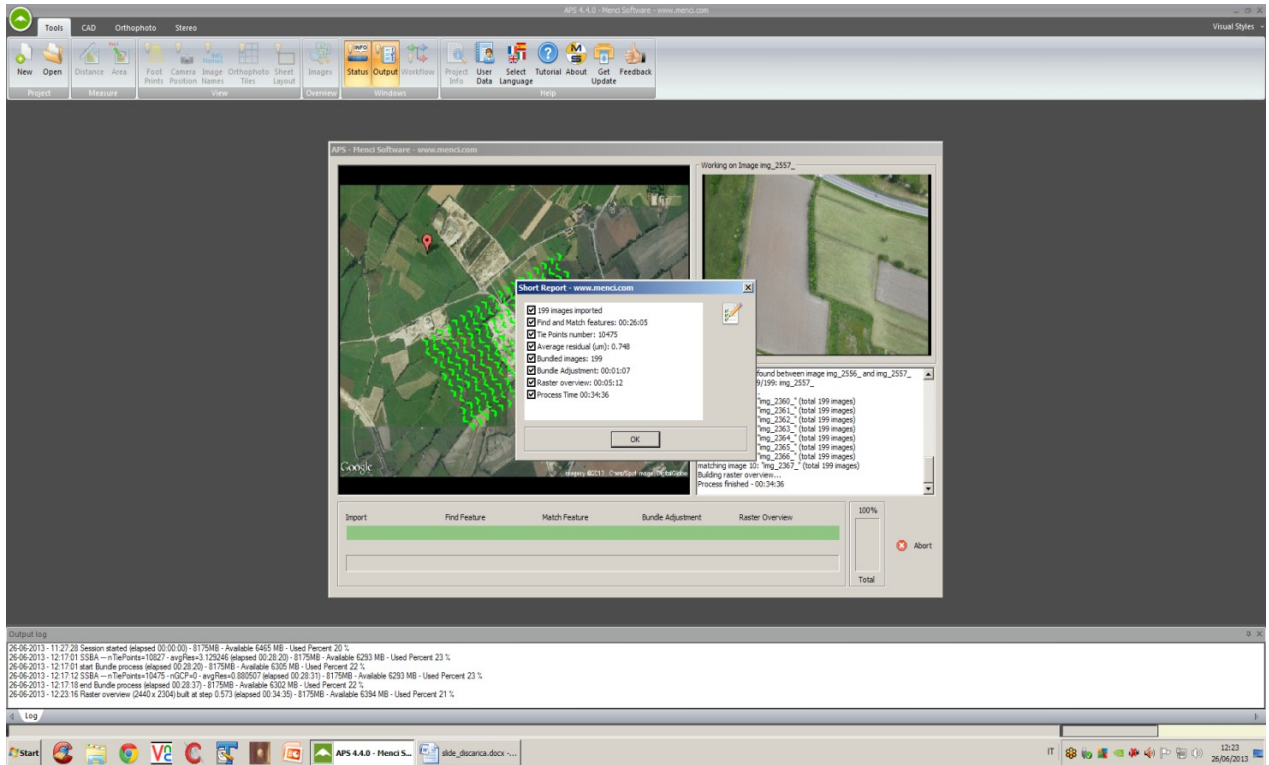 APS 4.4.0 - Menci Software - www.menci.com
Tools CAD Orthophoto Stereo Visual Styles
New Open Distance Area Foot Prints Camera Position Image Names Orthophoto Tiles Sheet Layout Images Status Output Workflow Project Info User Data Select Language Tutorial About Get Update Feedback
Project Measure View Overview Windows Help
APS - Menci Software - www.menci.com
Working on Image img_2557_
Short Report - www.menci.com
199 images imported
Find and Match features: 00:26:05
Tie Points number: 10475
Average residual (um): 0.748
Bundled images: 199
Bundle Adjustment: 00:01:07
Raster overview: 00:05:12
Process Time 00:34:36
OK
found between image img_2556_ and img_2557_
9/199: img_2557_
"img_2360_" (total 199 images)
"img_2361_" (total 199 images)
"img_2362_" (total 199 images)
"img_2363_" (total 199 images)
"img_2364_" (total 199 images)
"img_2365_" (total 199 images)
"img_2366_" (total 199 images)
matching image 10: "img_2367_" (total 199 images)
Building raster overview...
Process finished - 00:34:36
Google
Import Find Feature Match Feature Bundle Adjustment Raster Overview
100%
Total
Abort
Output log
26-06-2013 - 11:27:28 Session started (elapsed 00:00:00) - 8175MB - Available 6465 MB - Used Percent 20 %
26-06-2013 - 12:17:01 SSBA --- nTiePoints=10827 - avgRes=3.129246 (elapsed 00:28:20) - 8175MB - Available 6293 MB - Used Percent 23 %
26-06-2013 - 12:17:01 start Bundle process (elapsed 00:28:20) - 8175MB - Available 6305 MB - Used Percent 22 %
26-06-2013 - 12:17:12 SSBA --- nTiePoints=10475 - nGCP=0 - avgRes=0.880507 (elapsed 00:28:31) - 8175MB - Available 6293 MB - Used Percent 23 %
26-06-2013 - 12:17:18 end Bundle process (elapsed 00:28:37) - 8175MB - Available 6302 MB - Used Percent 22 %
26-06-2013 - 12:23:16 Raster overview (2440 x 2304) built at step 0.573 (elapsed 00:34:35) - 8175MB - Available 6394 MB - Used Percent 21 %
Log
Start APS 4.4.0 - Menci S... slide_discarica.docx -... IT 12:23
26/06/2013